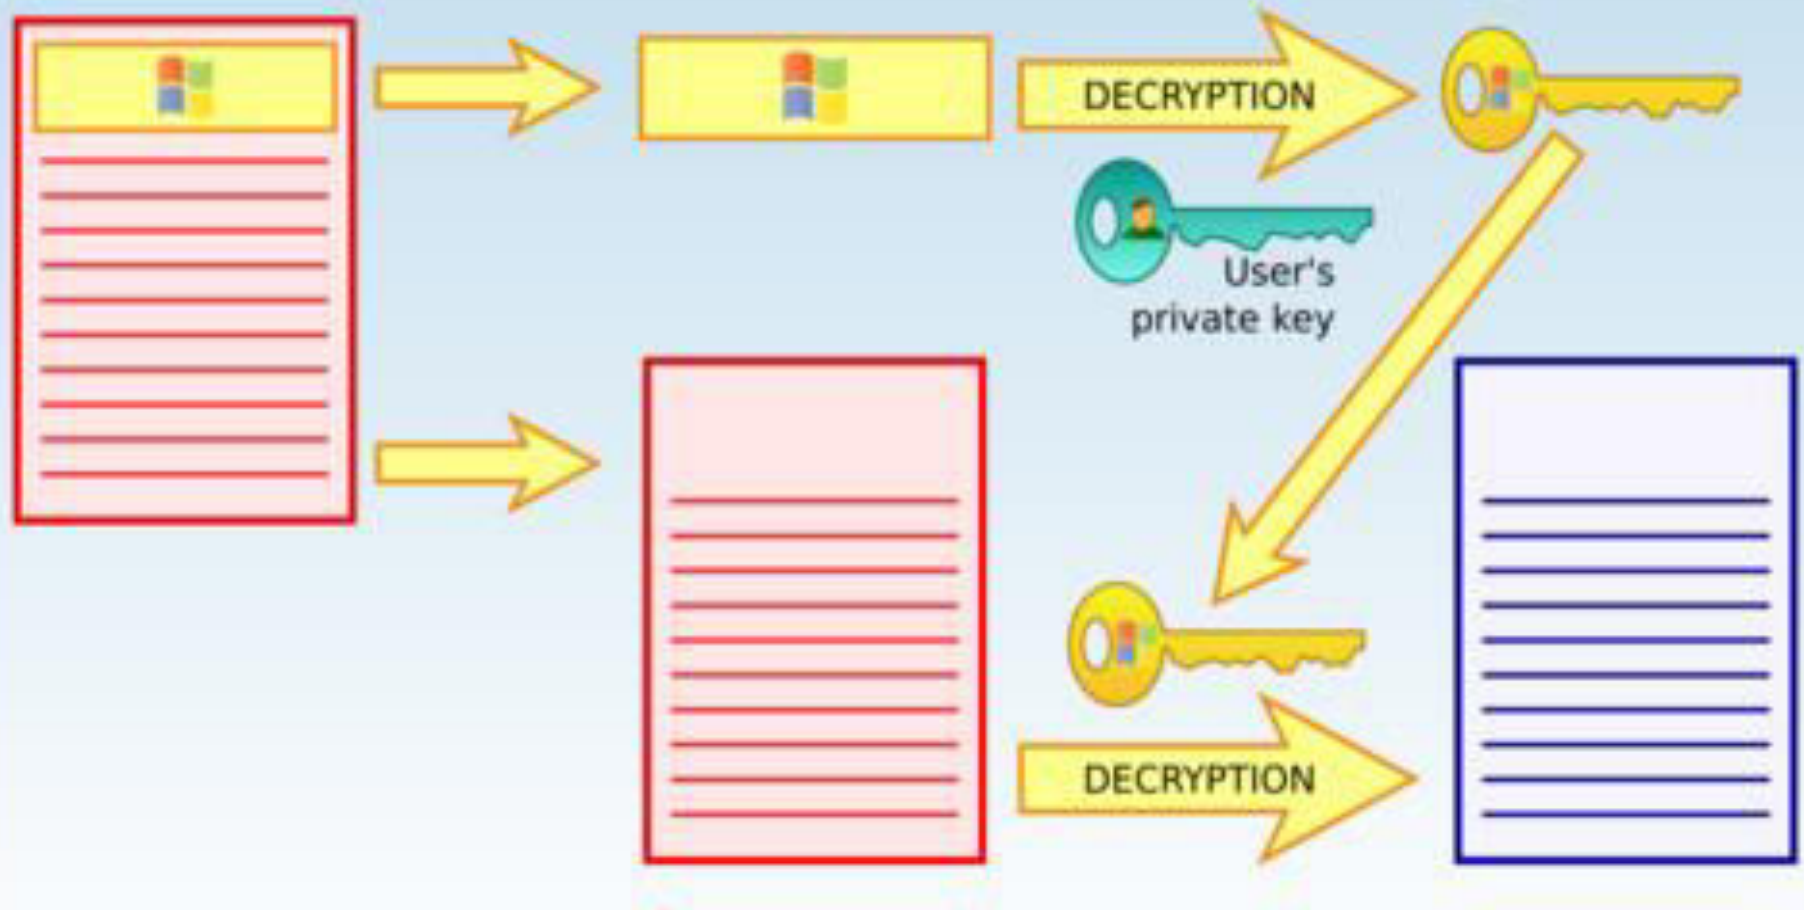 DECRYPTION
User's
private key
DECRYPTION